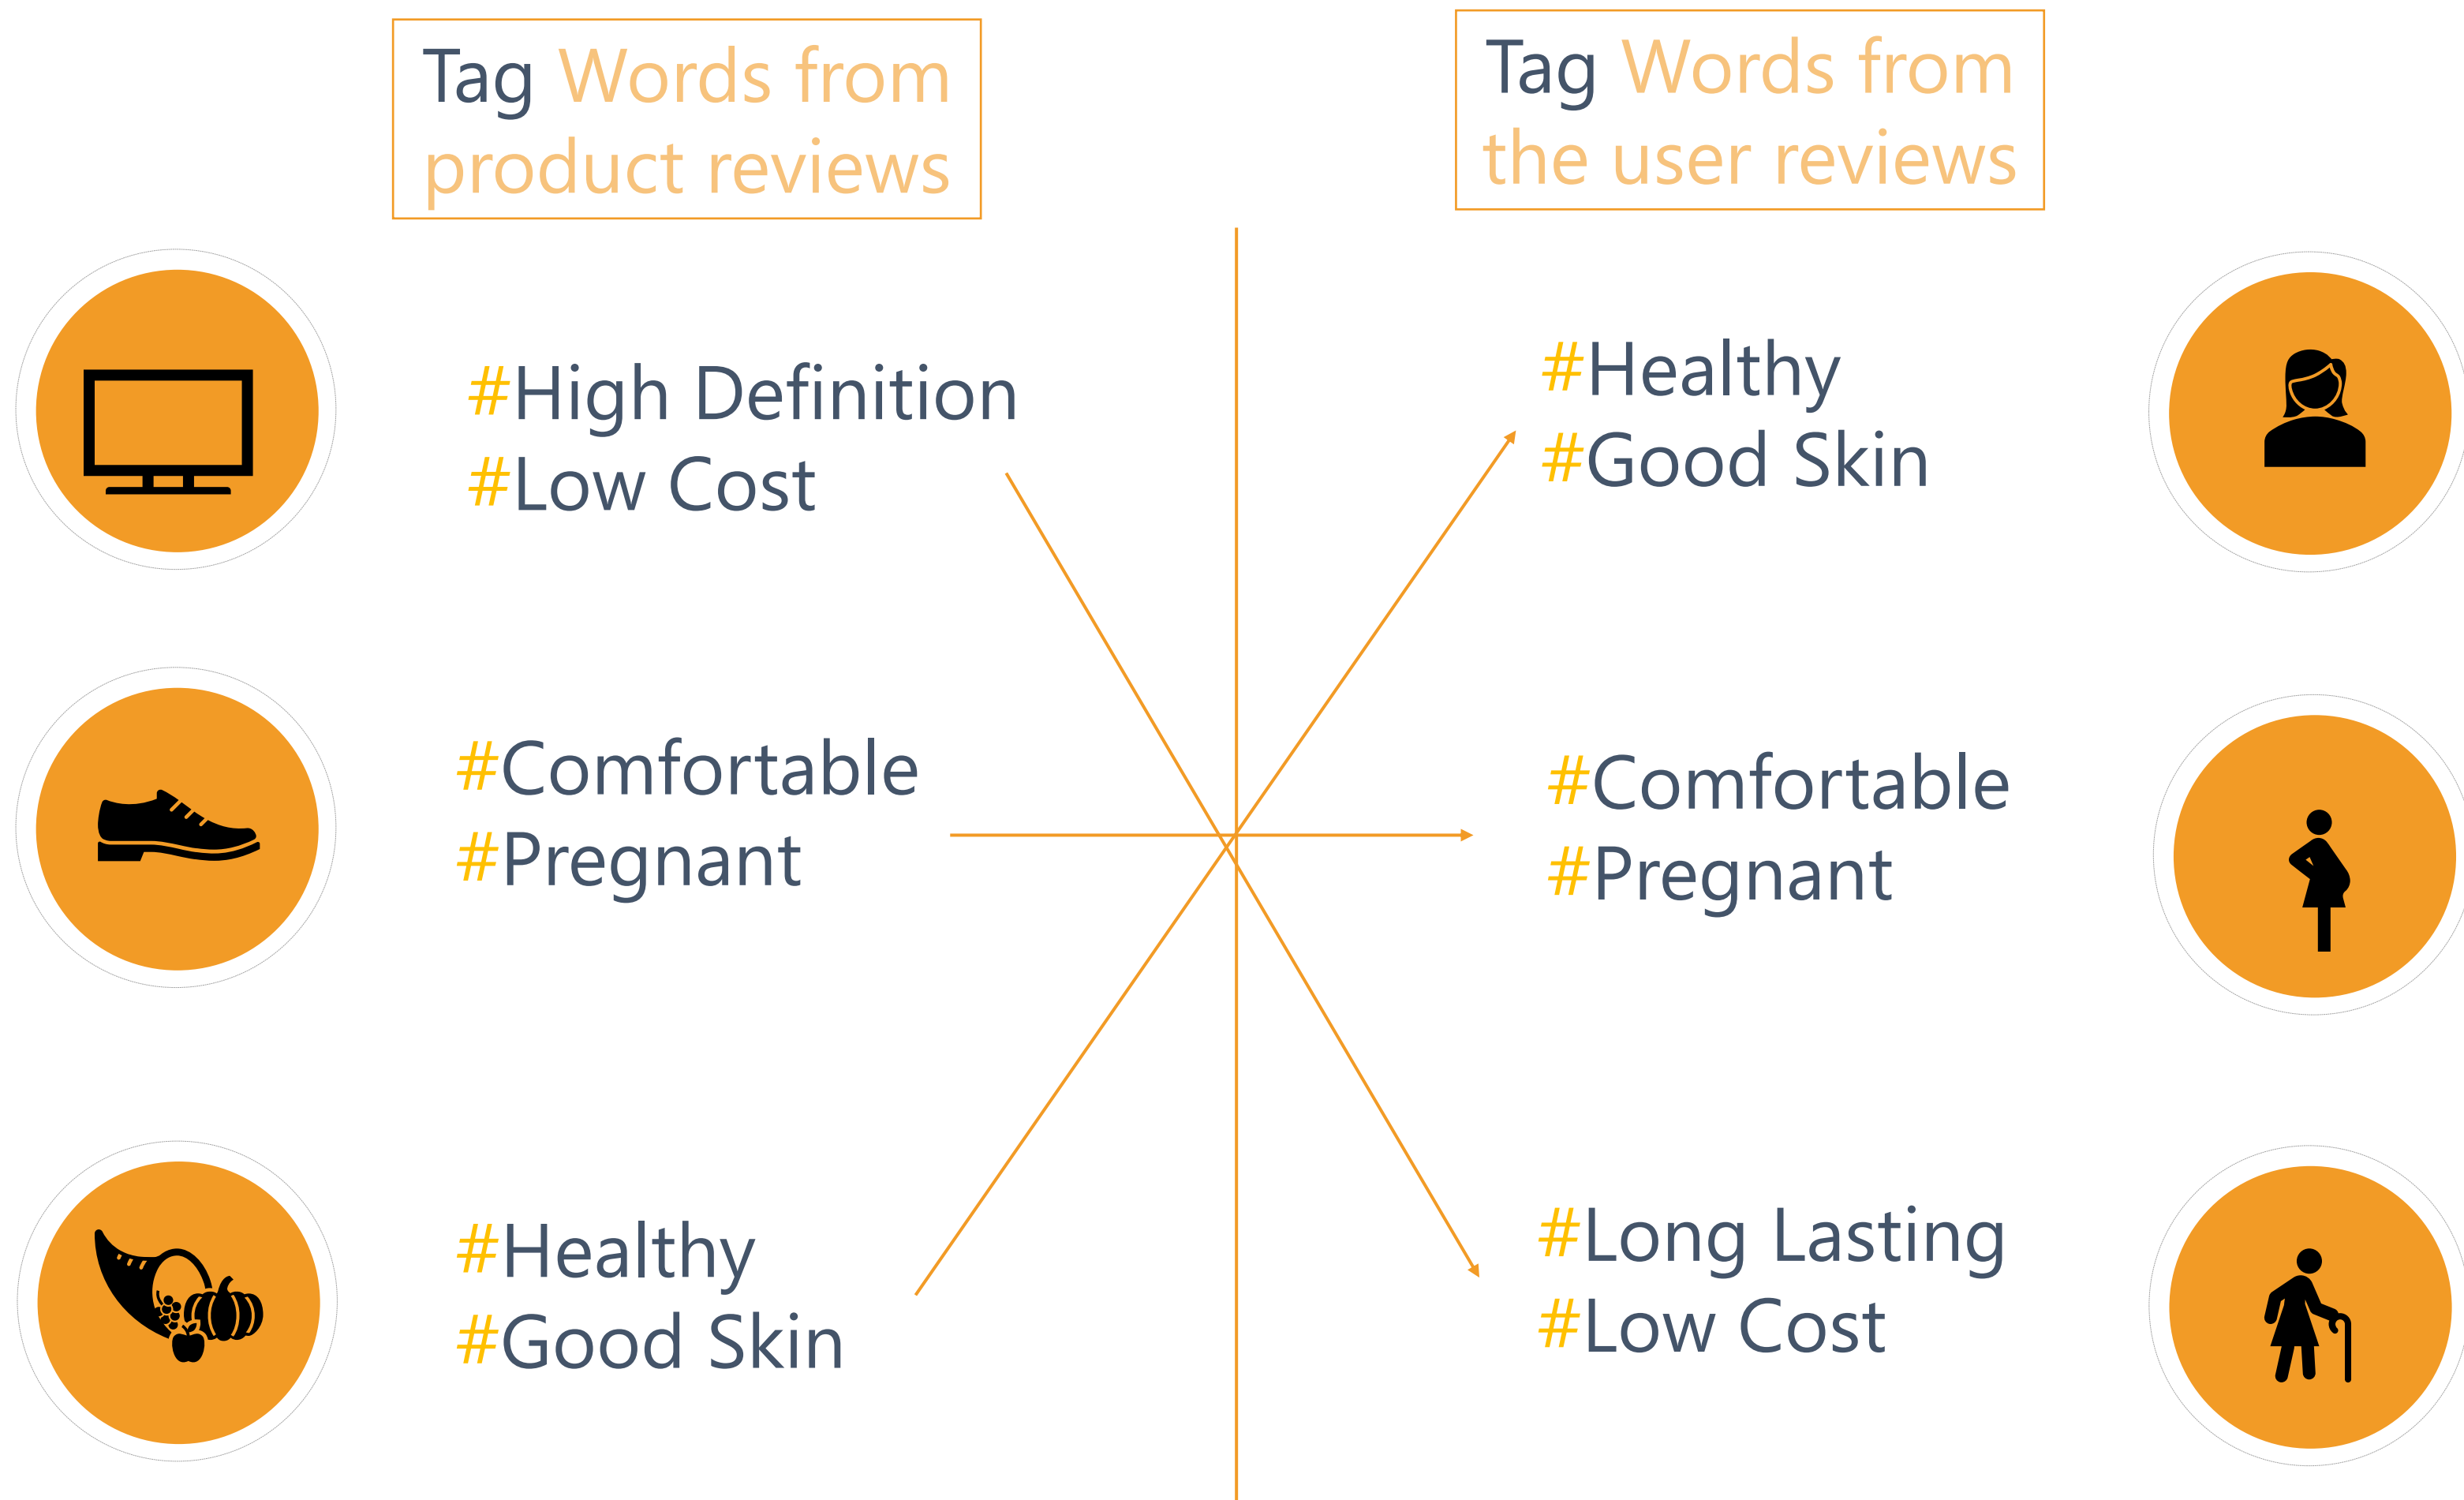 Tag Words from
product reviews
Tag Words from
the user reviews
#High Definition
#Low Cost
#Healthy
#Good Skin
#Comfortable
#Pregnant
#Comfortable
#Pregnant
#Healthy
#Good Skin
#Long Lasting
#Low Cost